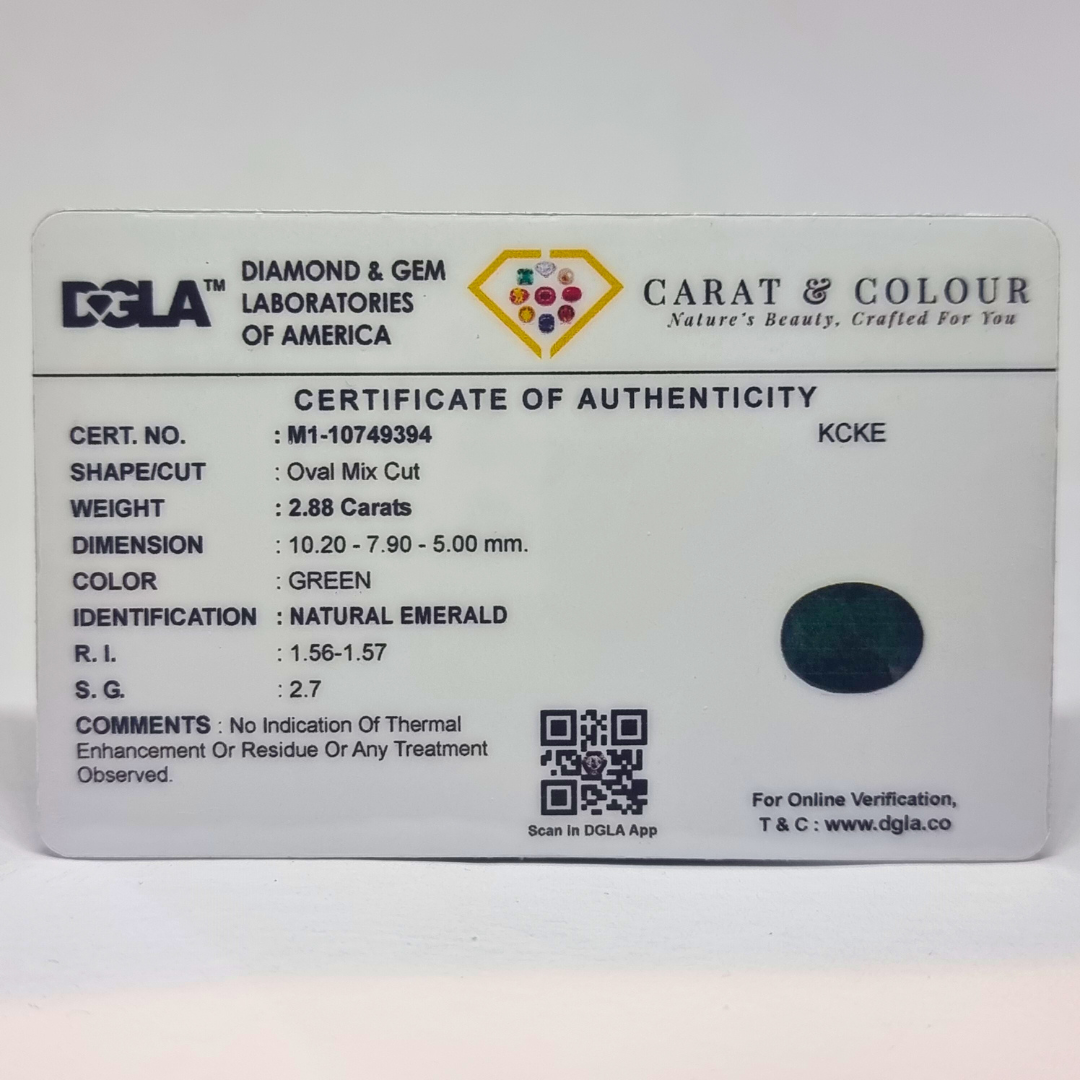 DGLA™
DIAMOND & GEM
LABORATORIES
OF AMERICA
CARAT & COLOUR
Nature's Beauty, Crafted For You
CERTIFICATE OF AUTHENTICITY
CERT. NO. : M1-10749394
KCKE
SHAPE/CUT : Oval Mix Cut
WEIGHT : 2.88 Carats
DIMENSION : 10.20 - 7.90 - 5.00 mm.
COLOR : GREEN
IDENTIFICATION : NATURAL EMERALD
R. I. : 1.56-1.57
S. G. : 2.7
COMMENTS : No Indication Of Thermal
Enhancement Or Residue Or Any Treatment
Observed.
Scan in DGLA App
For Online Verification,
T & C : www.dgla.co